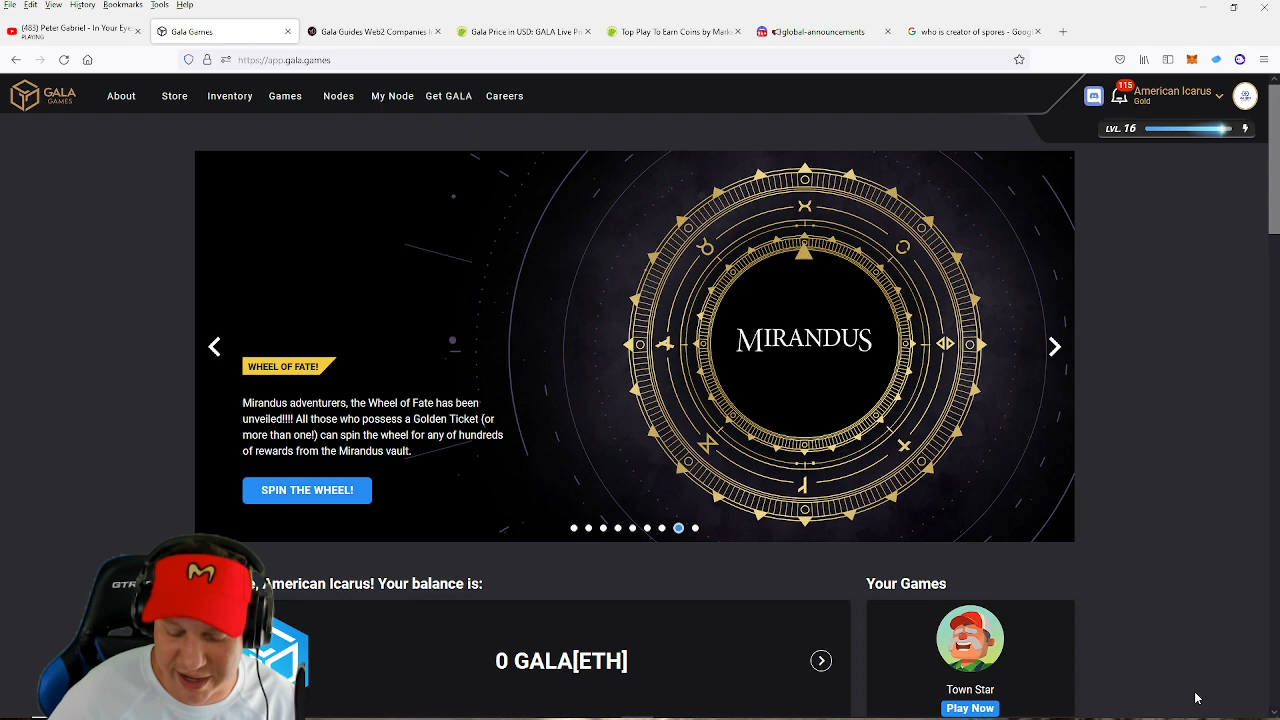 File Edit View History Bookmarks Tools Help
(483) Peter Gabriel - In Your Eye
PLAYING
Gala Games
Gala Guides Web2 Companies I
Gala Price in USD: GALA Live Pr
Top Play To Earn Coins by Mark
global-announcements
who is creator of spores - Goog
https://app.gala.games
GALA
GAMES
About Store Inventory Games Nodes My Node Get GALA Careers
115
American Icarus
Gold
LVL. 16
MIRANDUS
WHEEL OF FATE!
Mirandus adventurers, the Wheel of Fate has been
unveiled!!!! All those who possess a Golden Ticket (or
more than one!) can spin the wheel for any of hundreds
of rewards from the Mirandus vault.
SPIN THE WHEEL!
e, American Icarus! Your balance is:
Your Games
GTR
M
0 GALA[ETH]
Town Star
Play Now